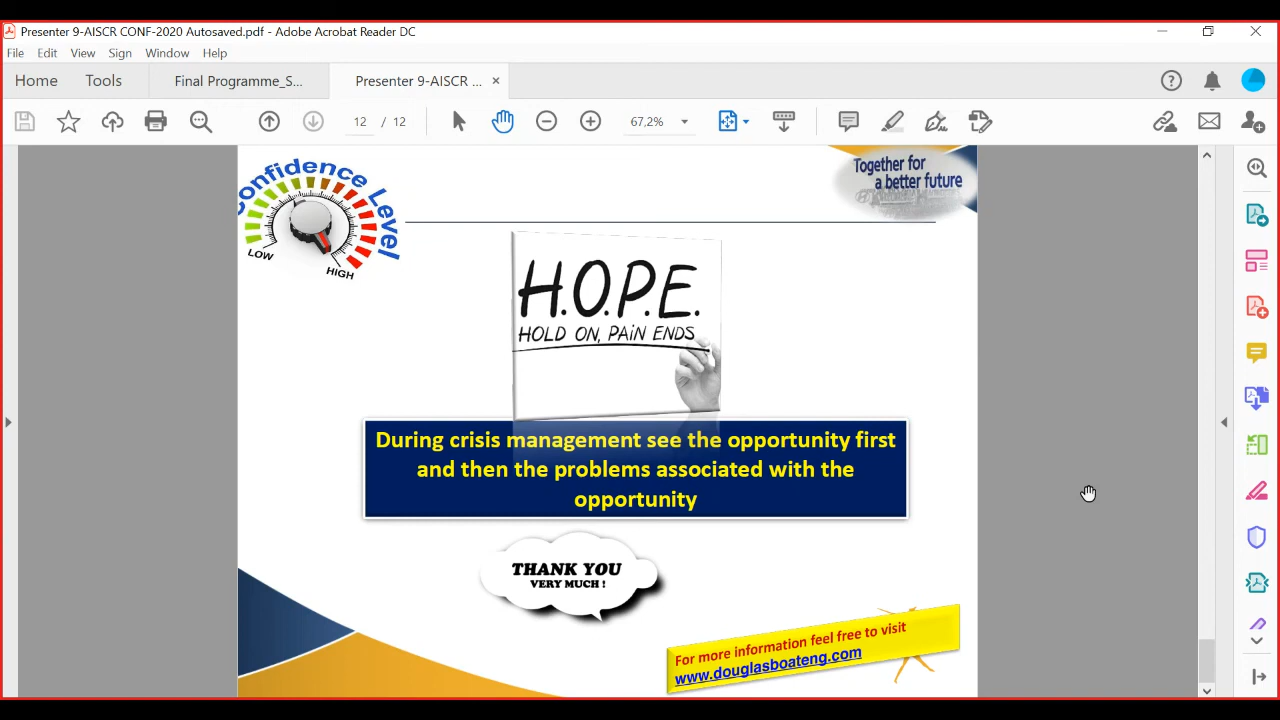 Presenter 9-AISCR CONF-2020 Autosaved.pdf - Adobe Acrobat Reader DC
File Edit View Sign Window Help
Home Tools Final Programme_S... Presenter 9-AISCR ... ×
12 / 12 67,2%
Confidence Level
LOW
HIGH
Together for
a better future
H.O.P.E.
HOLD ON, PAiN ENDS
During crisis management see the opportunity first
and then the problems associated with the
opportunity
THANK YOU
VERY MUCH !
For more information feel free to visit
www.douglasboateng.com